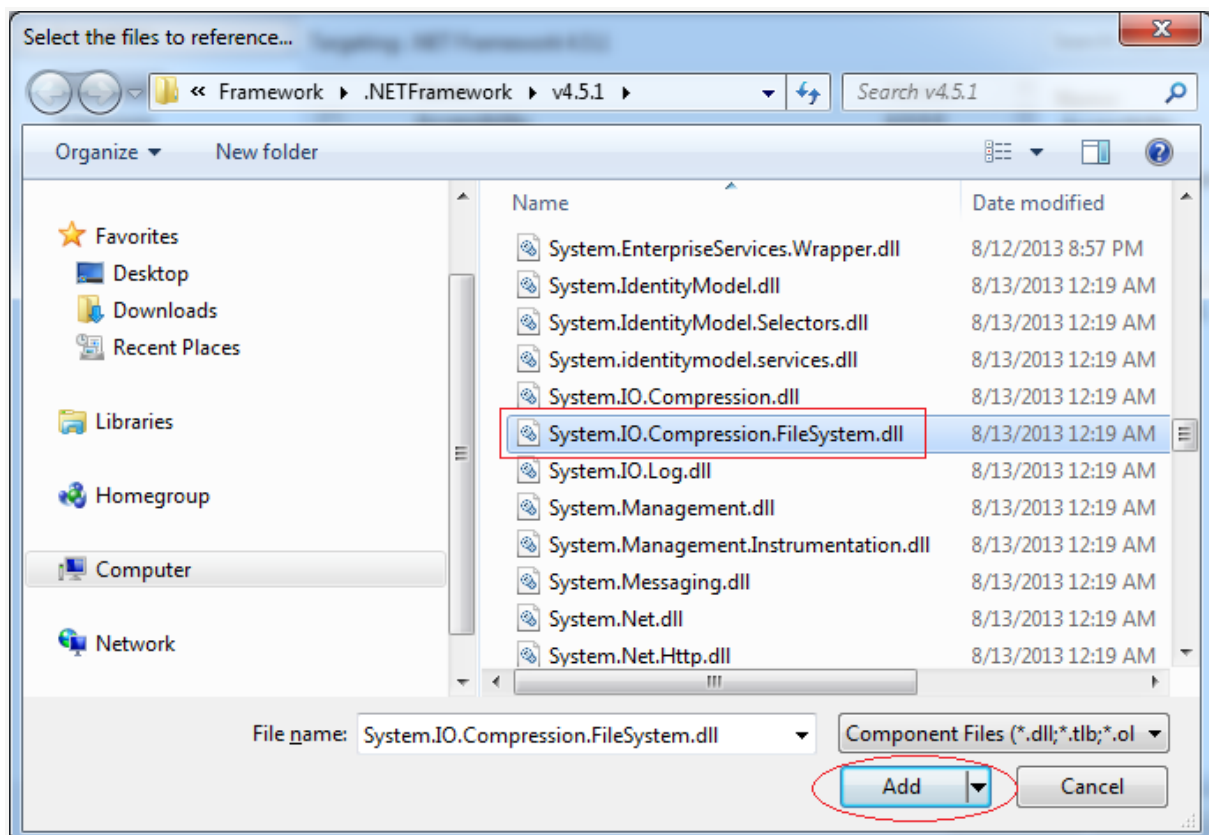 Select the files to reference...
Targeting: .NET Framework 4.5.1
« Framework ▸ .NETFramework ▸ v4.5.1 ▸
Search v4.5.1
Organize ▾ New folder
Name Date modified
Favorites
Desktop
Downloads
Recent Places
Libraries
Homegroup
Computer
Network
System.EnterpriseServices.Wrapper.dll 8/12/2013 8:57 PM
System.IdentityModel.dll 8/13/2013 12:19 AM
System.IdentityModel.Selectors.dll 8/13/2013 12:19 AM
System.identitymodel.services.dll 8/13/2013 12:19 AM
System.IO.Compression.dll 8/13/2013 12:19 AM
System.IO.Compression.FileSystem.dll 8/13/2013 12:19 AM
System.IO.Log.dll 8/13/2013 12:19 AM
System.Management.dll 8/13/2013 12:19 AM
System.Management.Instrumentation.dll 8/13/2013 12:19 AM
System.Messaging.dll 8/13/2013 12:19 AM
System.Net.dll 8/13/2013 12:19 AM
System.Net.Http.dll 8/13/2013 12:19 AM
File name: System.IO.Compression.FileSystem.dll
Component Files (*.dll;*.tlb;*.ol
Add Cancel